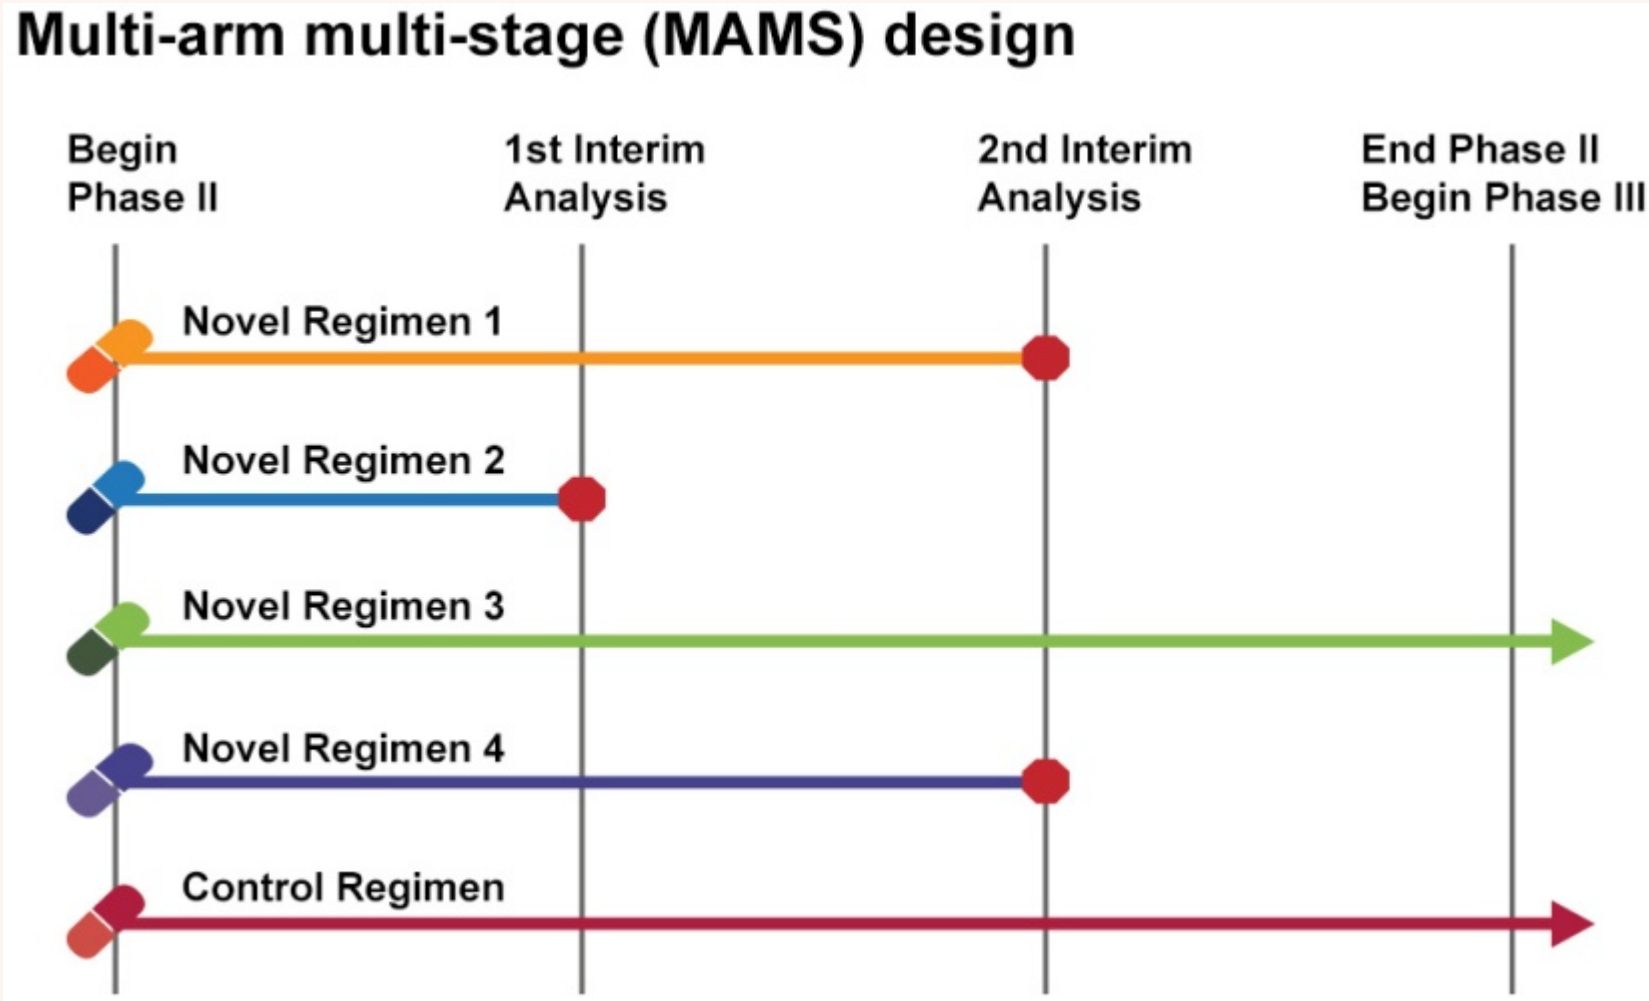 Multi-arm multi-stage (MAMS) design
Begin
Phase II
1st Interim
Analysis
2nd Interim
Analysis
End Phase II
Begin Phase III
Novel Regimen 1
Novel Regimen 2
Novel Regimen 3
Novel Regimen 4
Control Regimen